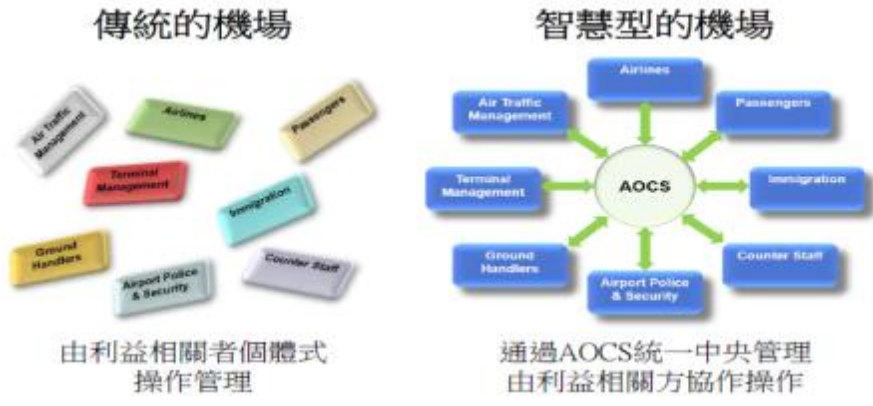 傳統的機場
Air Traffic
Management
Airlines
Passengers
Terminal
Management
Immigration
Ground
Handlers
Airport Police
& Security
Counter Staff
由利益相關者個體式
操作管理
智慧型的機場
Airlines
Air Traffic
Management
Passengers
Terminal
Management
AOCS
Immigration
Ground
Handlers
Counter Staff
Airport Police
& Security
通過AOCS統一中央管理
由利益相關方協作操作